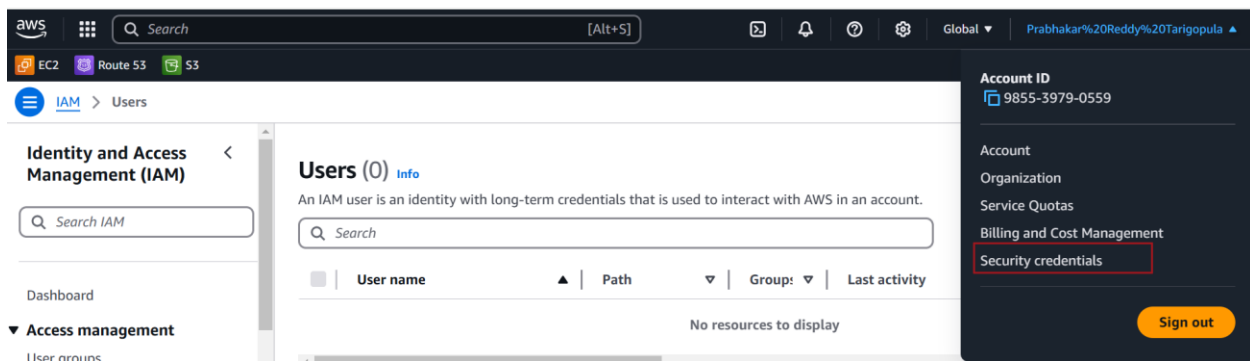 aws Search [Alt+S] Global Prabhakar%20Reddy%20Tarigopula
EC2 Route 53 S3
IAM > Users
Identity and Access
Management (IAM)
Search IAM
Dashboard
Access management
User groups
Users (0) Info
An IAM user is an identity with long-term credentials that is used to interact with AWS in an account.
Search
User name Path Group: Last activity
No resources to display
Account ID
9855-3979-0559
Account
Organization
Service Quotas
Billing and Cost Management
Security credentials
Sign out